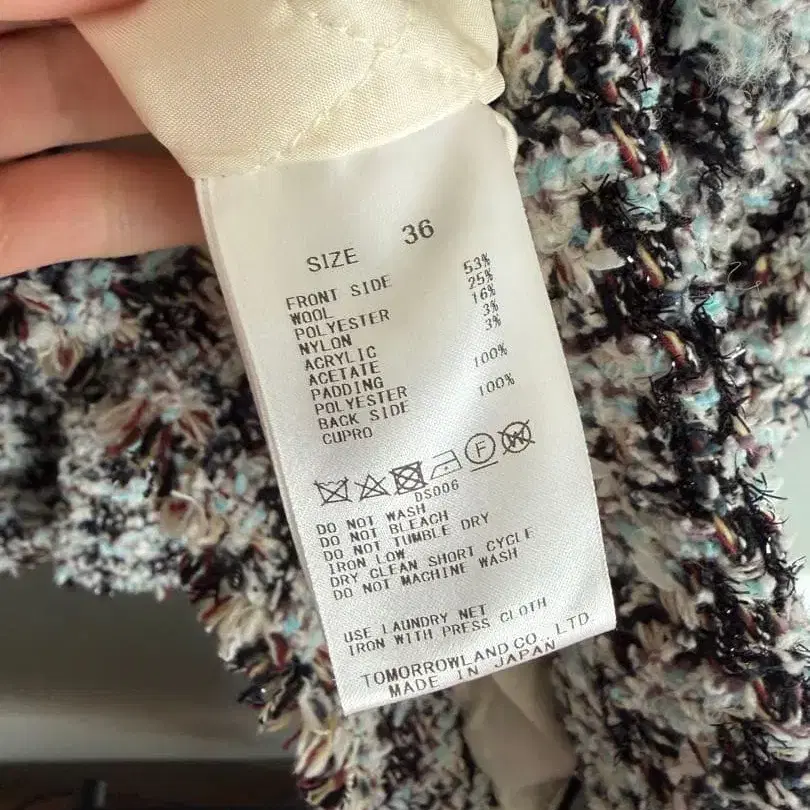 SIZE 36
FRONT SIDE
WOOL 53%
POLYESTER 25%
NYLON 16%
ACRYLIC 3%
ACETATE 3%
PADDING
POLYESTER 100%
BACK SIDE
CUPRO 100%
F W
DS006
DO NOT WASH
DO NOT BLEACH
DO NOT TUMBLE DRY
IRON LOW
DRY CLEAN SHORT CYCLE
DO NOT MACHINE WASH
USE LAUNDRY NET
IRON WITH PRESS CLOTH
TOMORROWLAND CO., LTD
MADE IN JAPAN